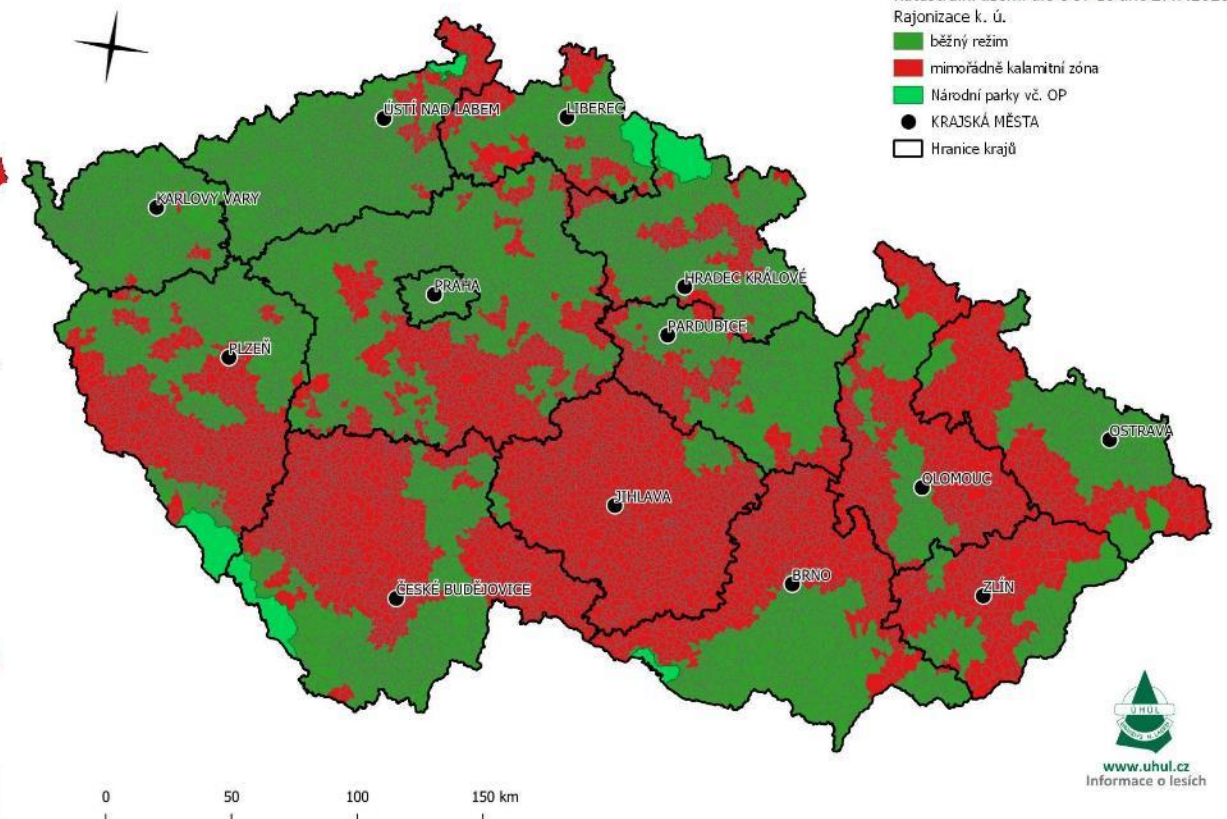 Rajonizace k. ú.
běžný režim
mimořádně kalamitní zóna
Národní parky vč. OP
KRAJSKÁ MĚSTA
Hranice krajů
ÚSTÍ NAD LABEM
LIBEREC
KARLOVY VARY
PRAHA
HRADEC KRÁLOVÉ
PARDUBICE
PLZEŇ
OSTRAVA
OLOMOUC
JIHLAVA
BRNO
ZLÍN
ČESKÉ BUDĚJOVICE
ÚHÚL
www.uhul.cz
Informace o lesích
0 50 100 150 km